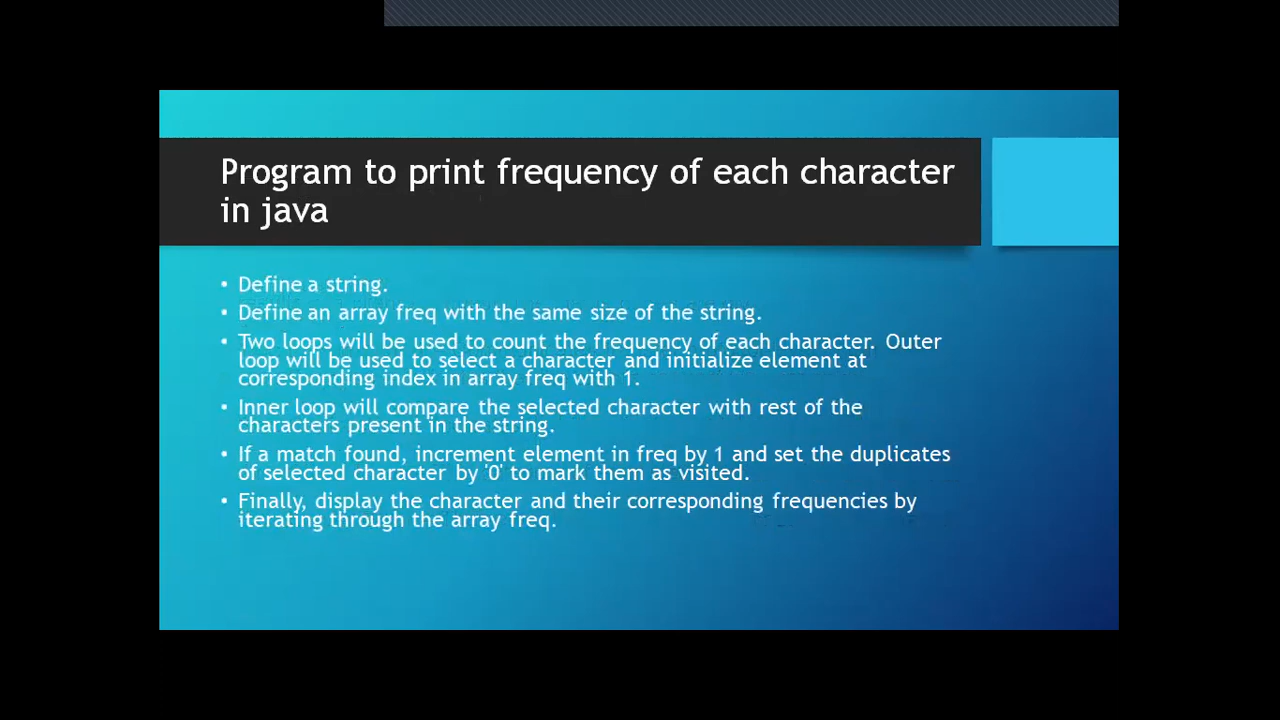 Program to print frequency of each character
in java
• Define a string.
• Define an array freq with the same size of the string.
• Two loops will be used to count the frequency of each character. Outer
loop will be used to select a character and initialize element at
corresponding index in array freq with 1.
• Inner loop will compare the selected character with rest of the
characters present in the string.
• If a match found, increment element in freq by 1 and set the duplicates
of selected character by '0' to mark them as visited.
• Finally, display the character and their corresponding frequencies by
iterating through the array freq.